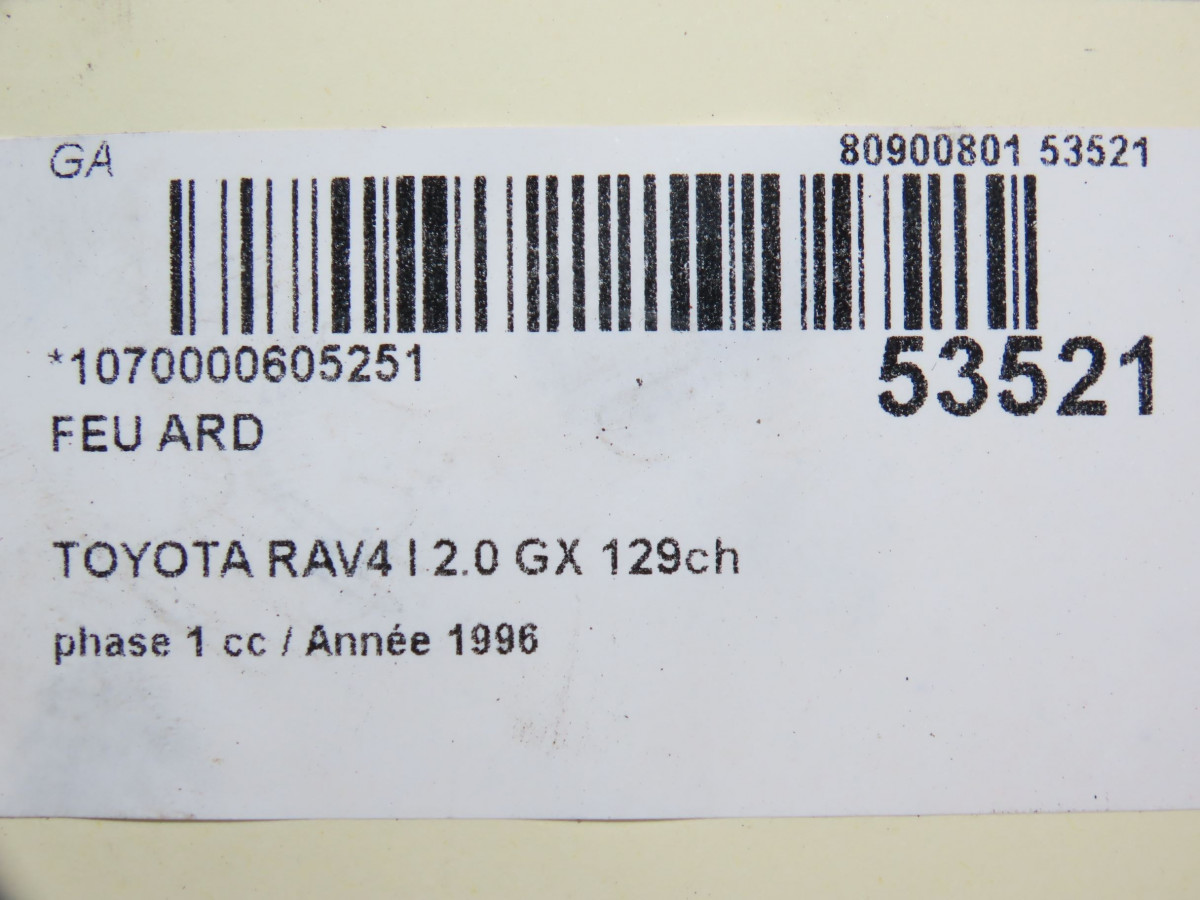 GA
80900801 53521
*1070000605251
53521
FEU ARD
TOYOTA RAV4 I 2.0 GX 129ch
phase 1 cc / Année 1996